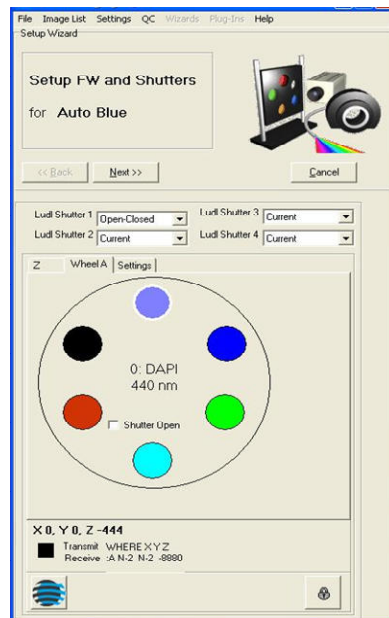 File Image List Settings QC Wizards Plug-Ins Help
Setup Wizard
Setup FW and Shutters
for Auto Blue
<< Back Next >> Cancel
Ludl Shutter 1 Open-Closed Ludl Shutter 3 Current
Ludl Shutter 2 Current Ludl Shutter 4 Current
Z Wheel A Settings
0: DAPI
440 nm
Shutter Open
X 0, Y 0, Z -444
Transmit WHERE X Y Z
Receive :A N-2 N-2 -8880